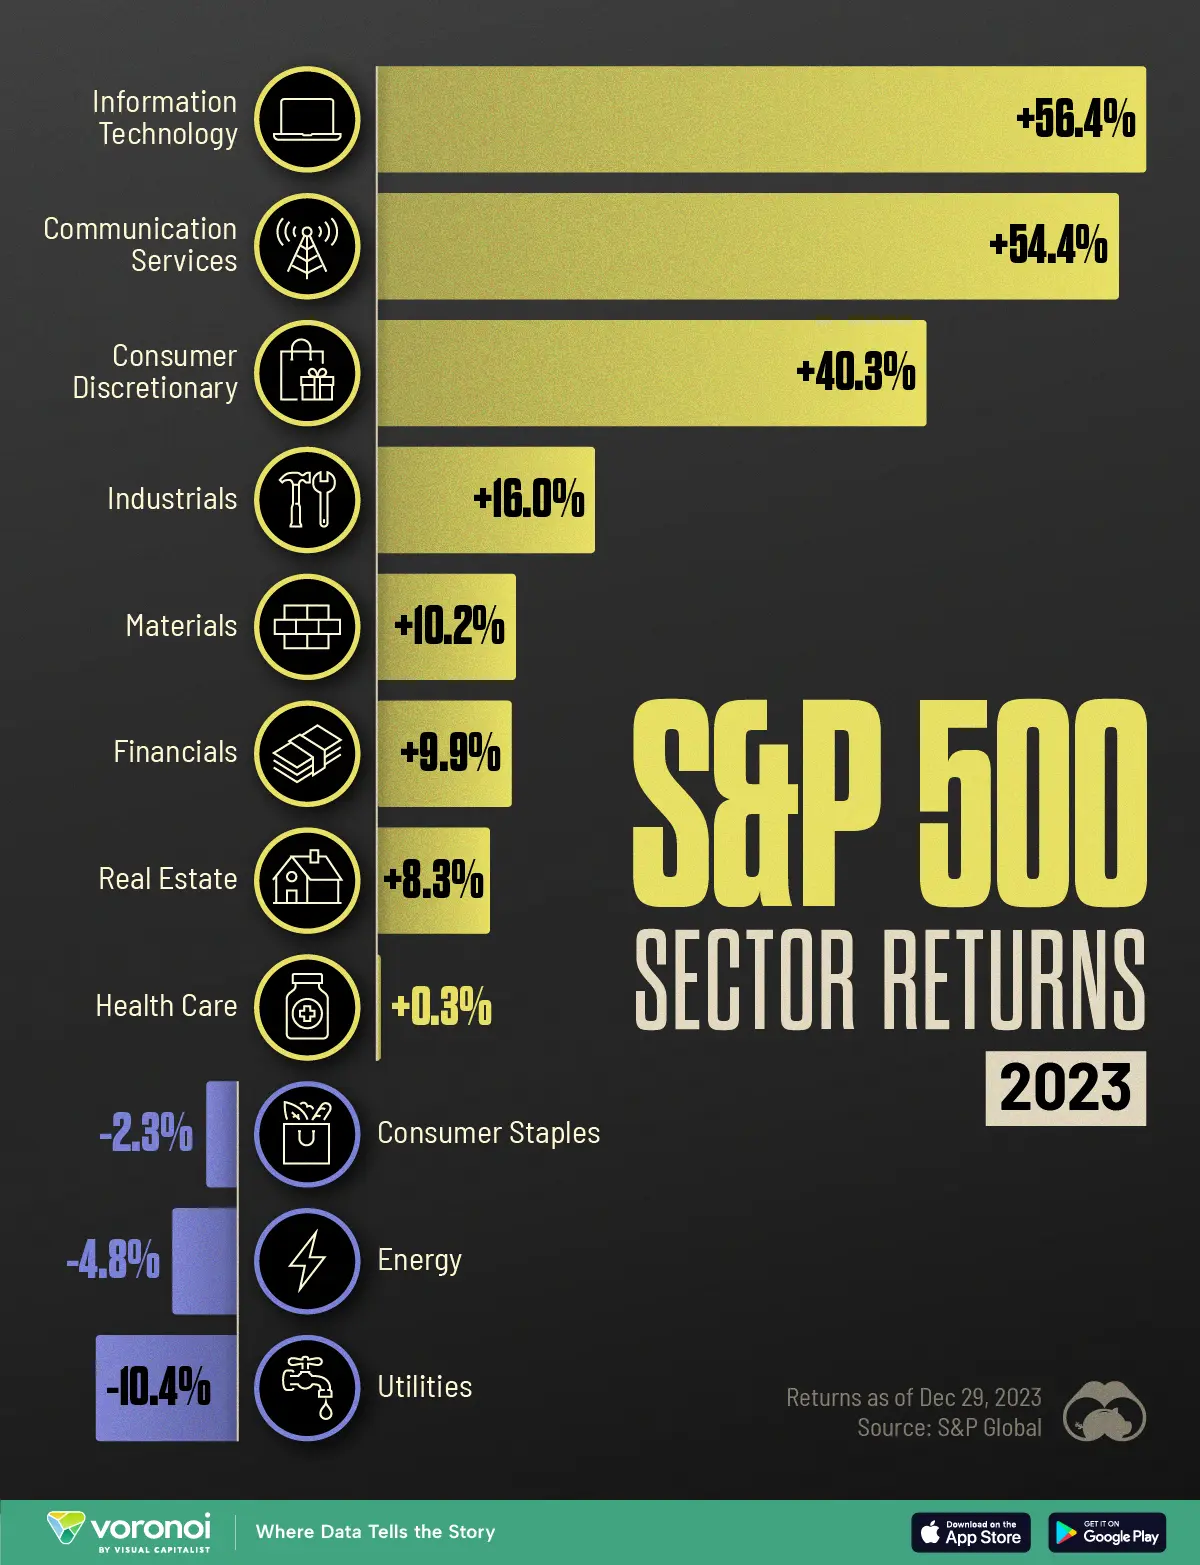 Information
Technology
+56.4%
Communication
Services
+54.4%
Consumer
Discretionary
+40.3%
Industrials
+16.0%
Materials
+10.2%
Financials
+9.9%
Real Estate
+8.3%
Health Care
+0.3%
-2.3%
Consumer Staples
-4.8%
Energy
-10.4%
Utilities
S&P 500
SECTOR RETURNS
2023
Returns as of Dec 29, 2023
Source: S&P Global
voronoi
BY VISUAL CAPITALIST
Where Data Tells the Story
Download on the
App Store
GET IT ON
Google Play